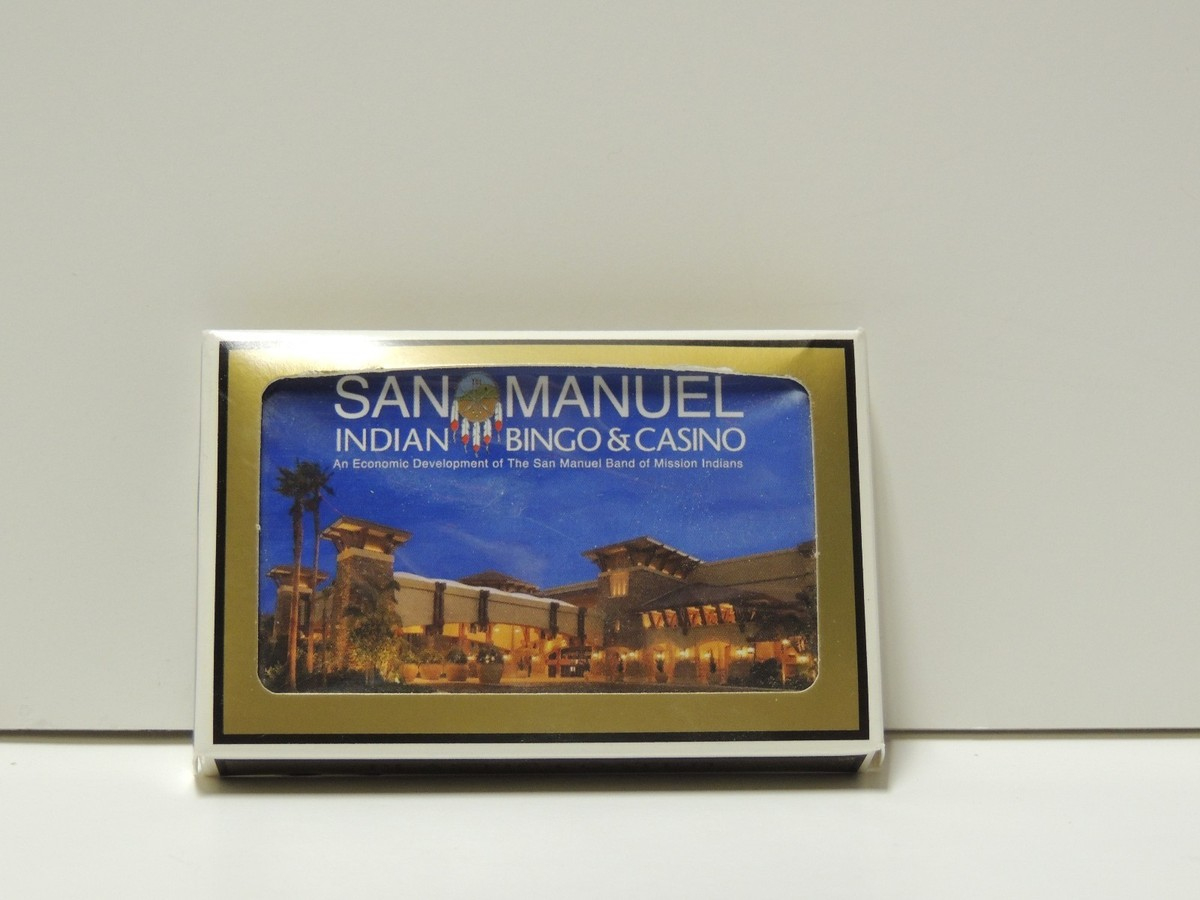 SAN MANUEL
INDIAN BINGO & CASINO
An Economic Development of The San Manuel Band of Mission Indians